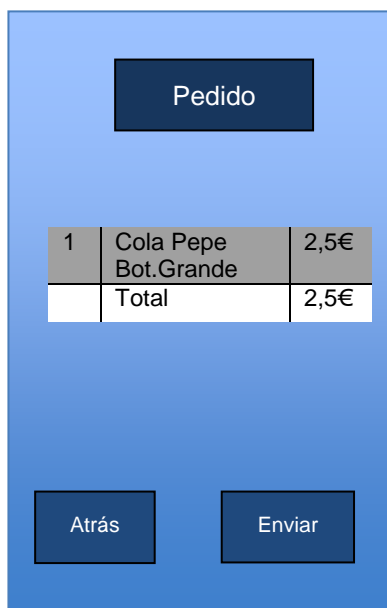 Pedido
1 Cola Pepe 2,5€
Bot.Grande
Total 2,5€
Atrás Enviar